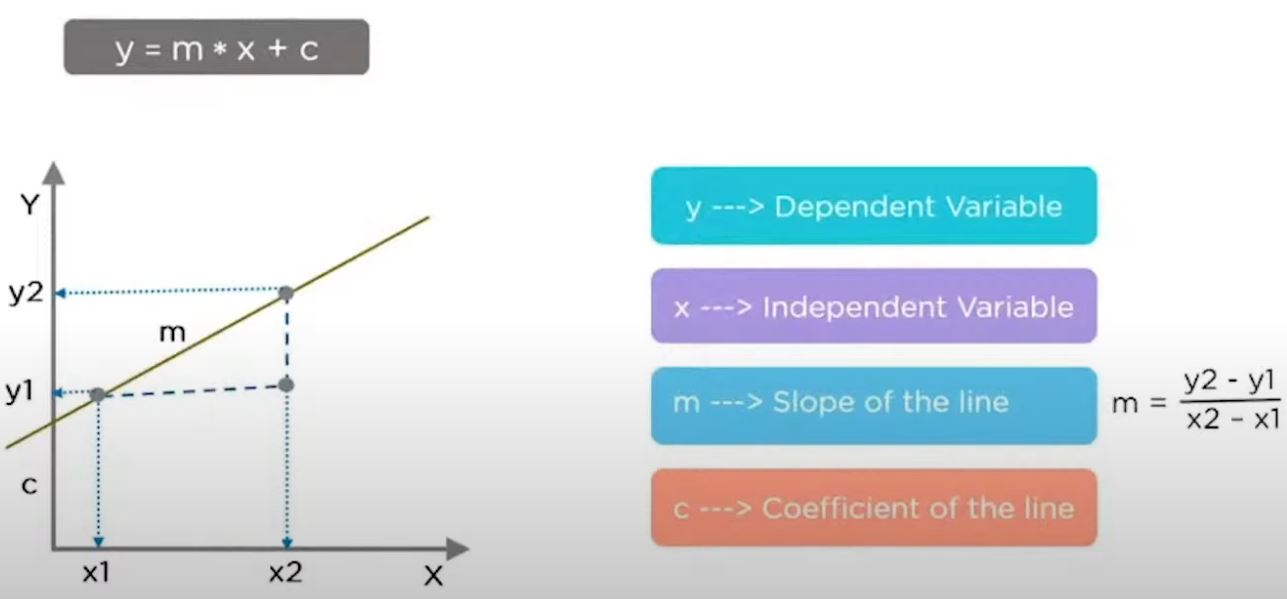 y = m * x + c
Y
y2
m
y1
c
x1
x2
X
y ---> Dependent Variable
x ---> Independent Variable
m ---> Slope of the line
m = y2 - y1
x2 - x1
c ---> Coefficient of the line